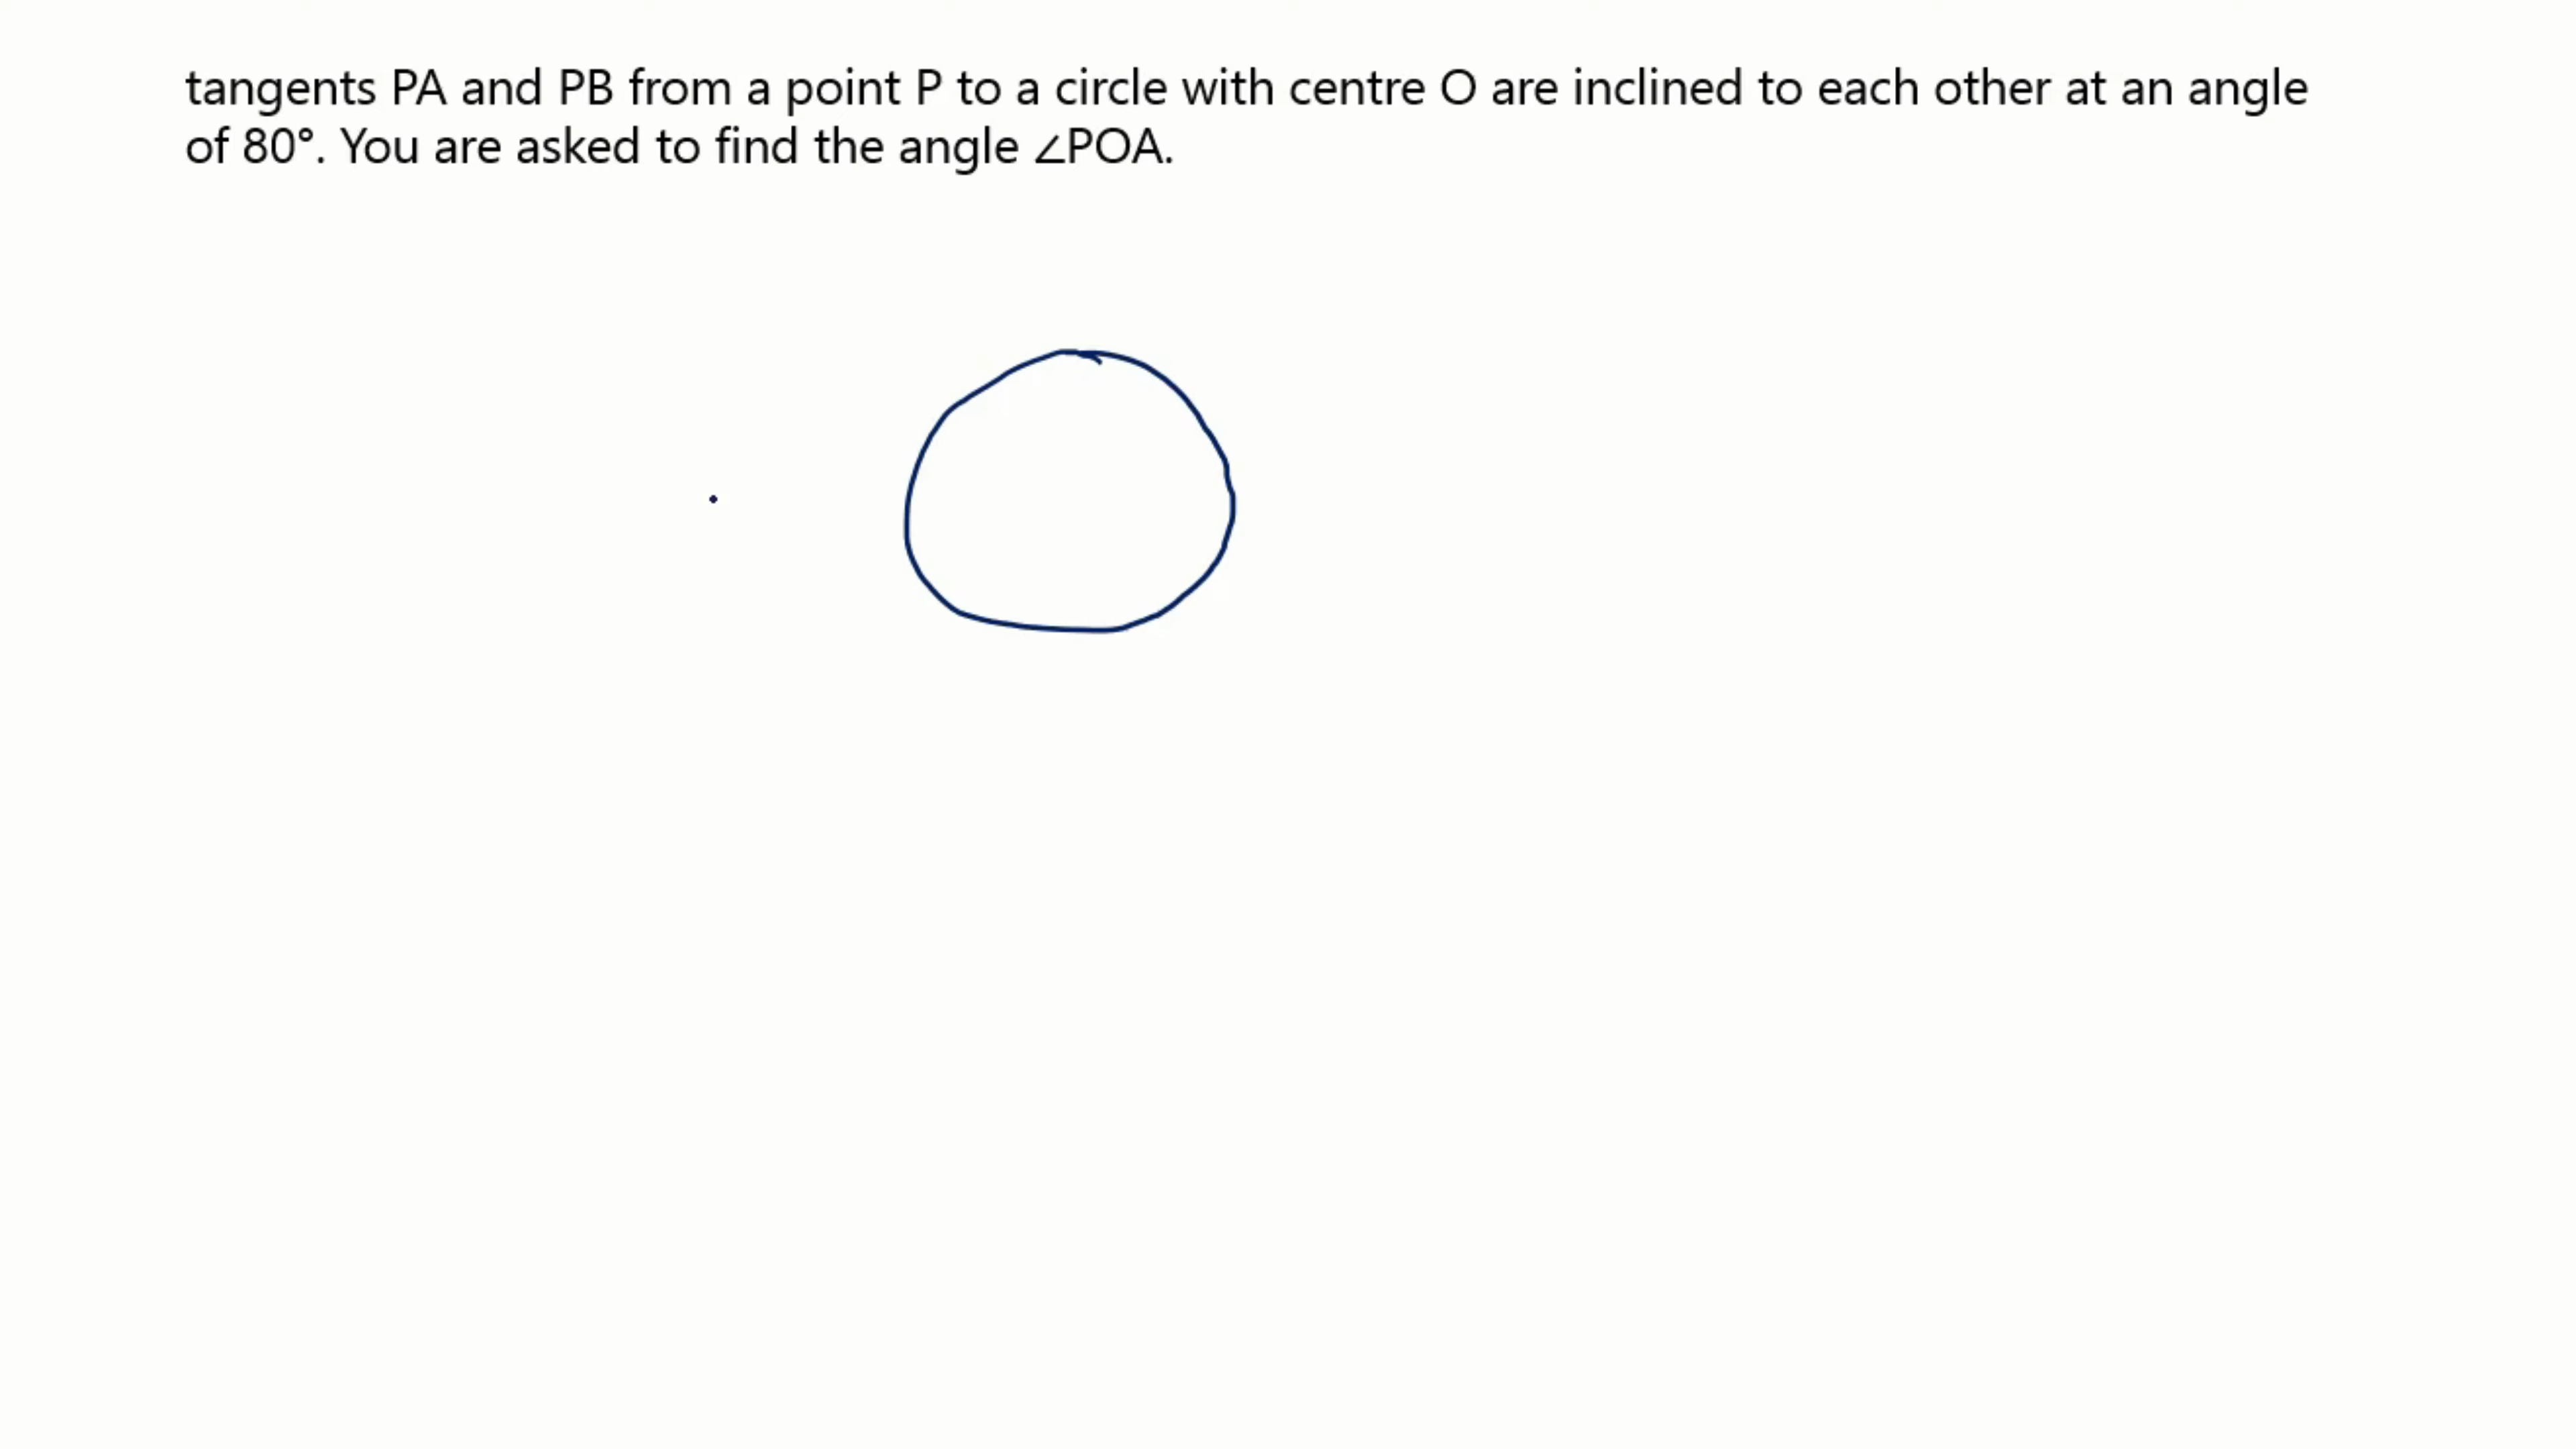 tangents PA and PB from a point P to a circle with centre O are inclined to each other at an angle
of 80°. You are asked to find the angle ∠POA.